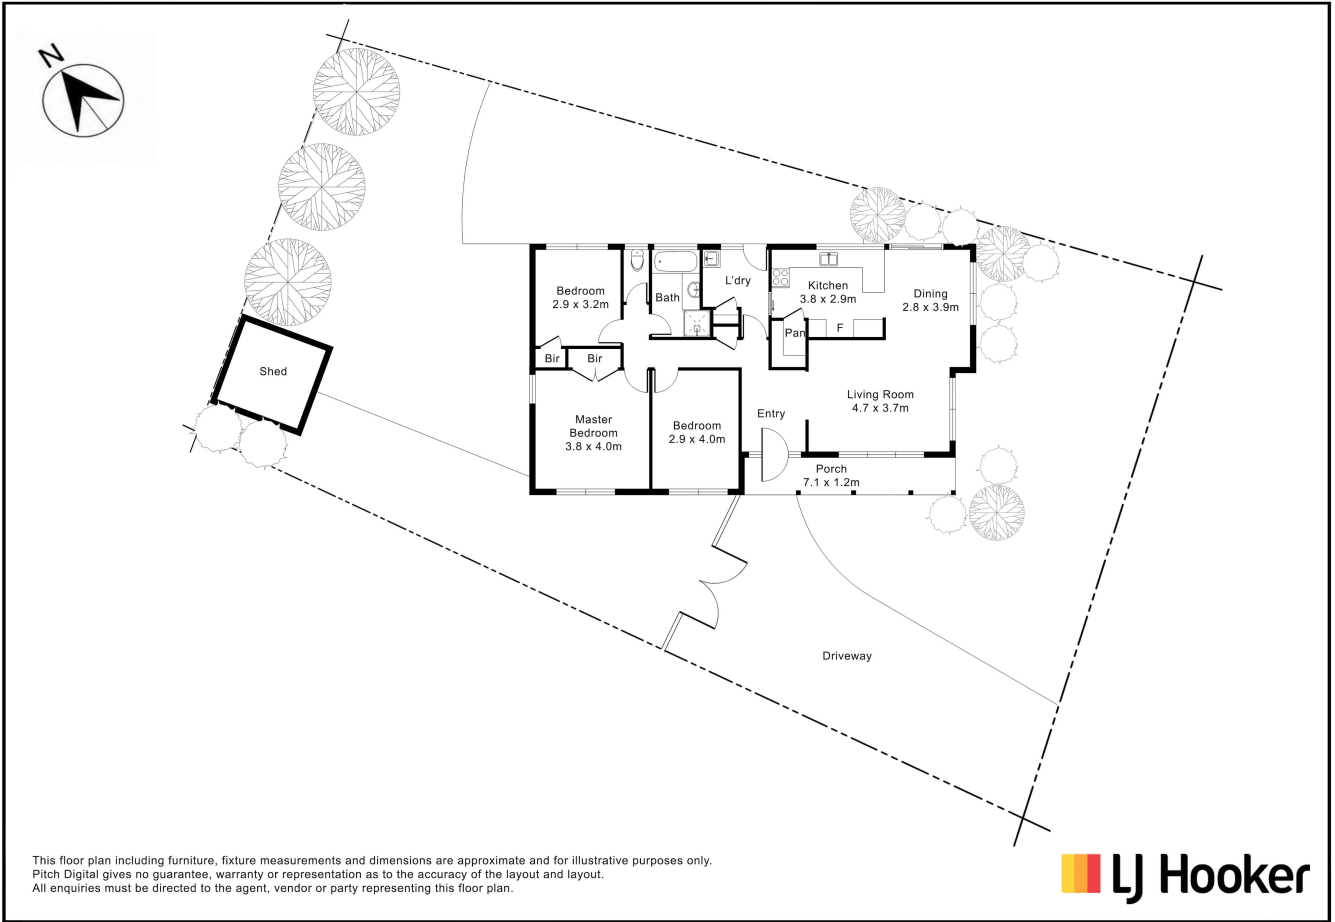 N
Bedroom
2.9 x 3.2m
Bath
L'dry
Kitchen
3.8 x 2.9m
Dining
2.8 x 3.9m
Pan
F
Bir
Bir
Shed
Master
Bedroom
3.8 x 4.0m
Bedroom
2.9 x 4.0m
Entry
Living Room
4.7 x 3.7m
Porch
7.1 x 1.2m
Driveway
This floor plan including furniture, fixture measurements and dimensions are approximate and for illustrative purposes only.
Pitch Digital gives no guarantee, warranty or representation as to the accuracy of the layout and layout.
All enquiries must be directed to the agent, vendor or party representing this floor plan.
LJ Hooker